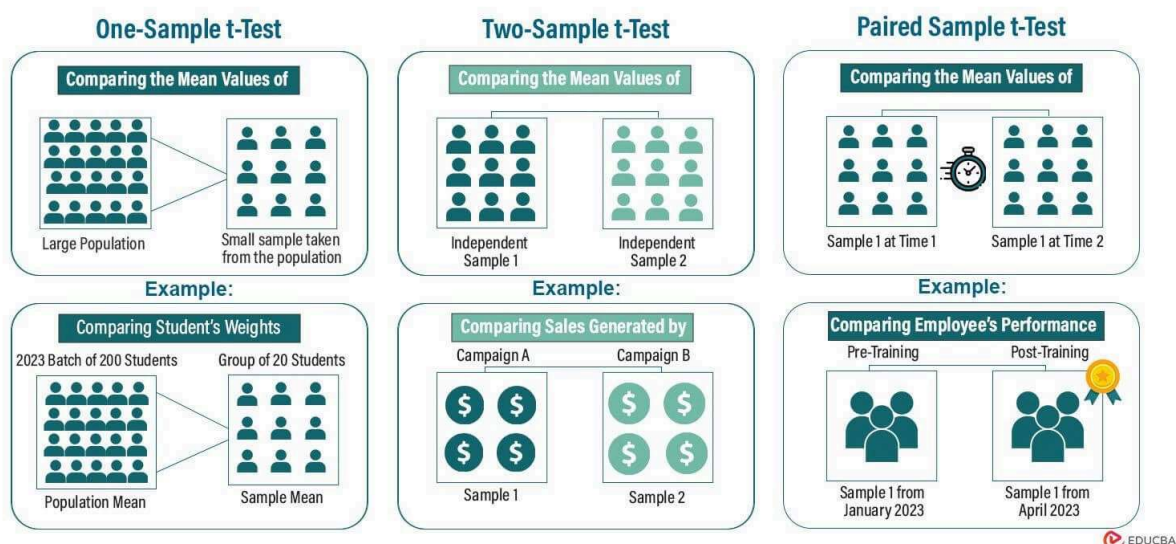 One-Sample t-Test
Comparing the Mean Values of
Large Population
Small sample taken
from the population
Example:
Comparing Student's Weights
2023 Batch of 200 Students
Group of 20 Students
Population Mean
Sample Mean
Two-Sample t-Test
Comparing the Mean Values of
Independent
Sample 1
Independent
Sample 2
Example:
Comparing Sales Generated by
Campaign A
Campaign B
$ $
$ $
$ $
$ $
Sample 1
Sample 2
Paired Sample t-Test
Comparing the Mean Values of
Sample 1 at Time 1
Sample 1 at Time 2
Example:
Comparing Employee's Performance
Pre-Training
Post-Training
Sample 1 from
January 2023
Sample 1 from
April 2023
EDUCBA